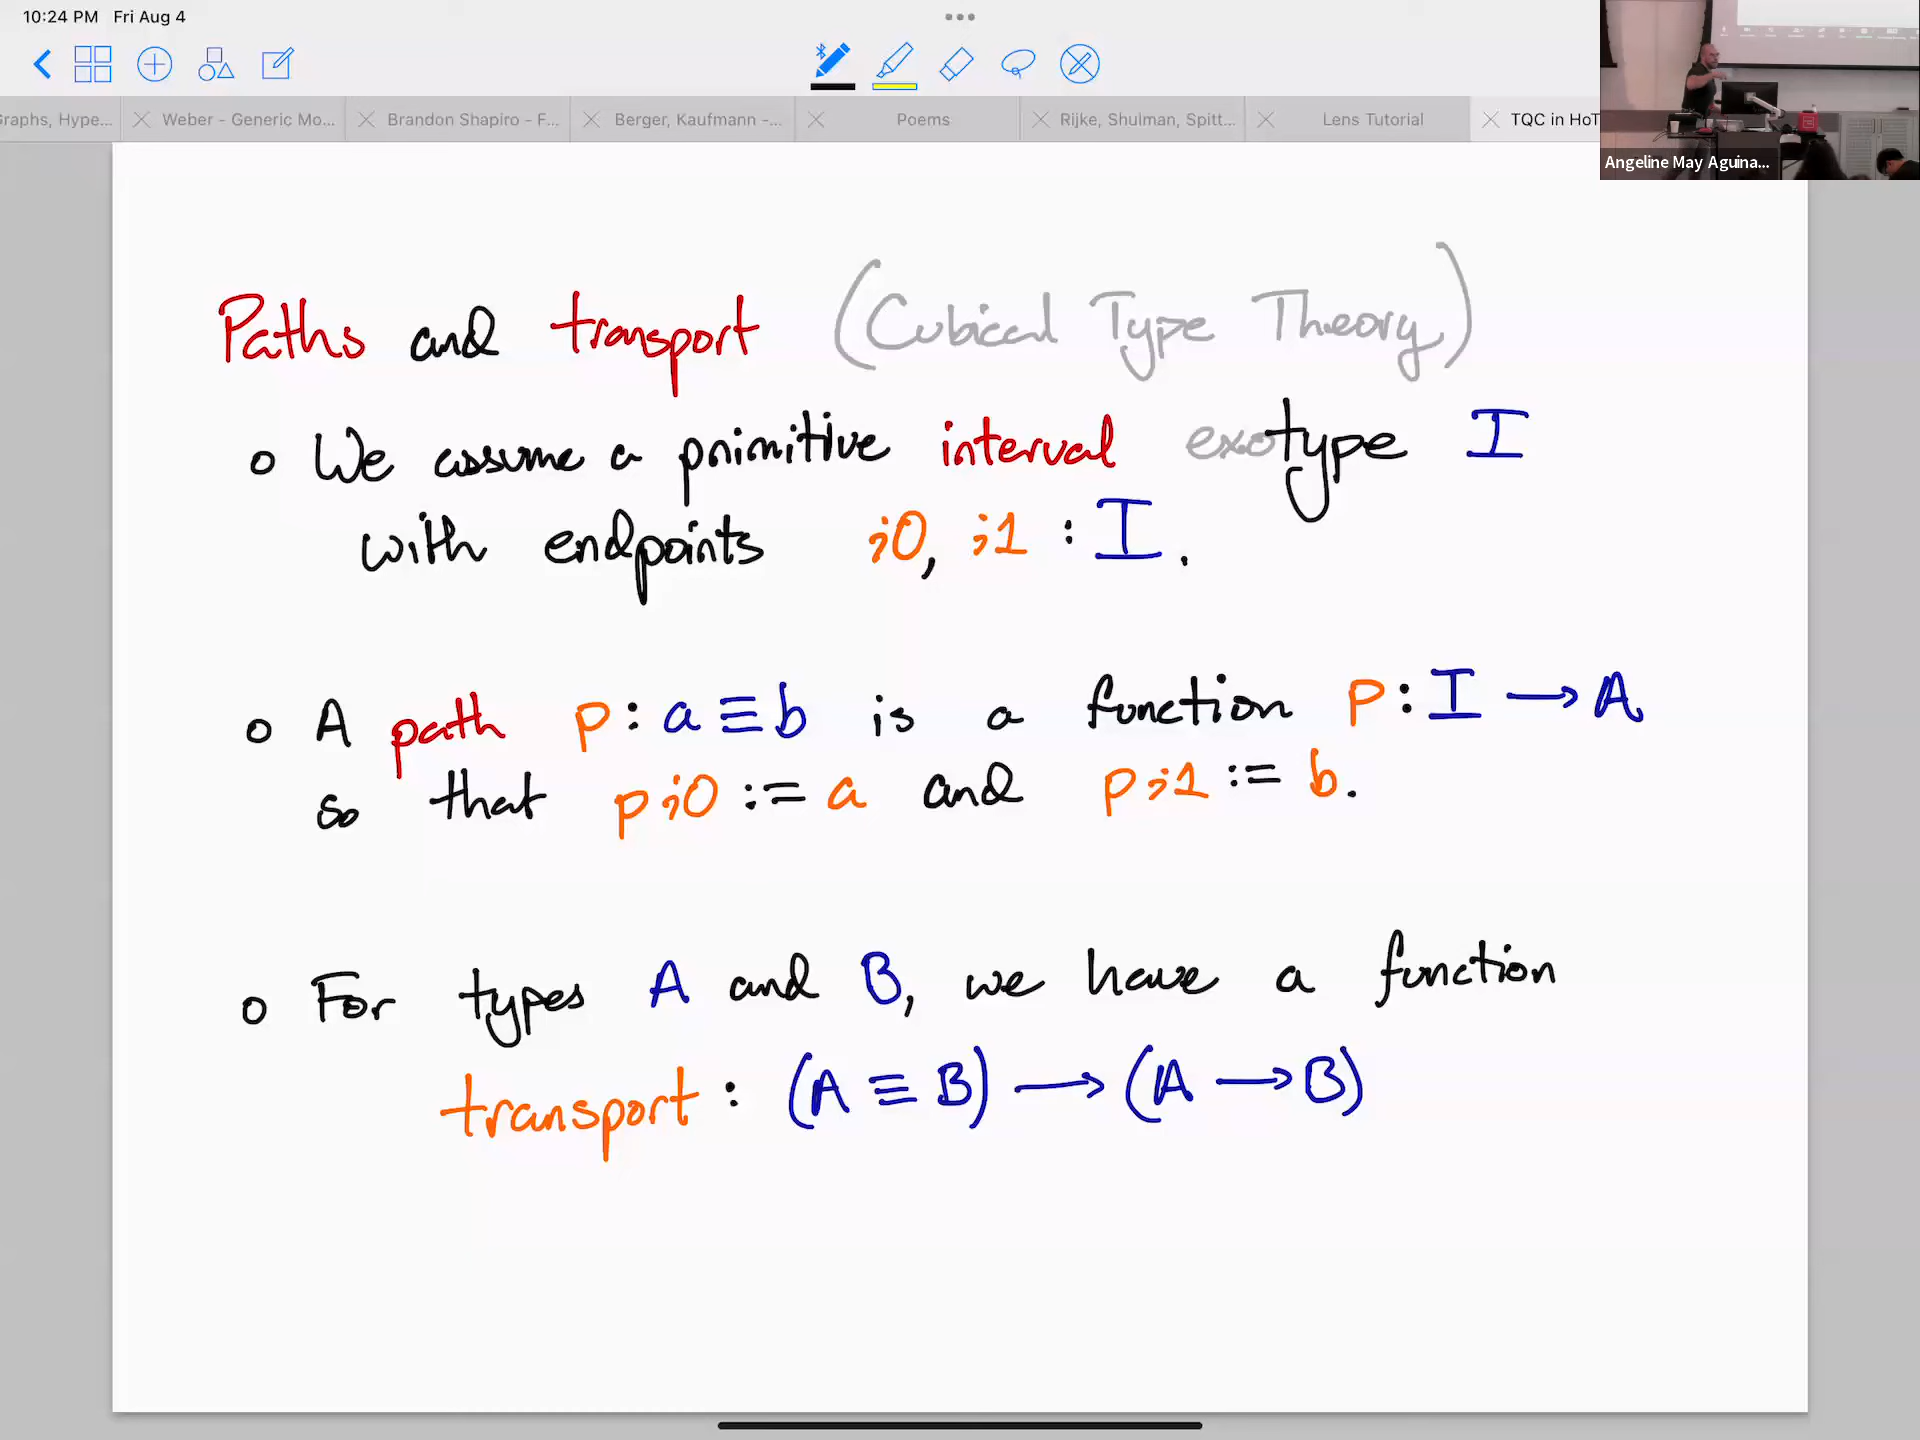 10:24 PM Fri Aug 4
Graphs, Hype... Weber - Generic Mo... Brandon Shapiro - F... Berger, Kaufmann -... Poems Rijke, Shulman, Spitt... Lens Tutorial TQC in HoT
Angeline May Aguina...
Paths and transport (Cubical Type Theory)
o We assume a primitive interval exotype I
with endpoints i0, i1 : I.
o A path p : a ≡ b is a function p : I → A
so that p i0 := a and p i1 := b.
o For types A and B, we have a function
transport : (A ≡ B) → (A → B)